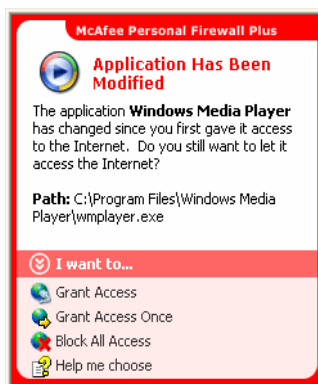 McAfee Personal Firewall Plus
Application Has Been
Modified
The application Windows Media Player
has changed since you first gave it access
to the Internet.  Do you still want to let it
access the Internet?
Path: C:\Program Files\Windows Media
Player\wmplayer.exe
I want to...
Grant Access
Grant Access Once
Block All Access
Help me choose